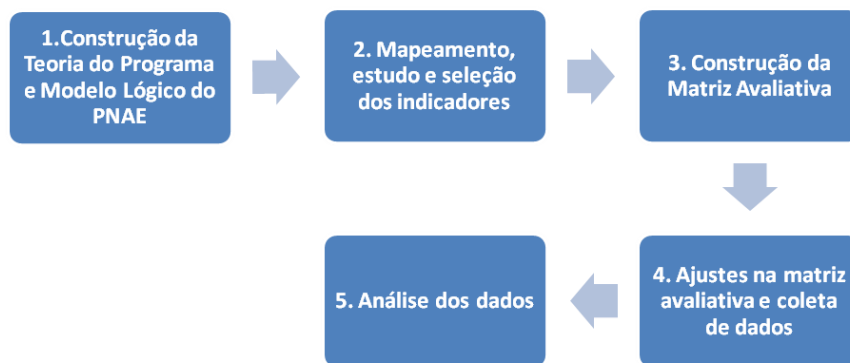 1.Construção da
Teoria do Programa
e Modelo Lógico do
PNAE
2. Mapeamento,
estudo e seleção
dos indicadores
3. Construção da
Matriz Avaliativa
4. Ajustes na matriz
avaliativa e coleta
de dados
5. Análise dos dados